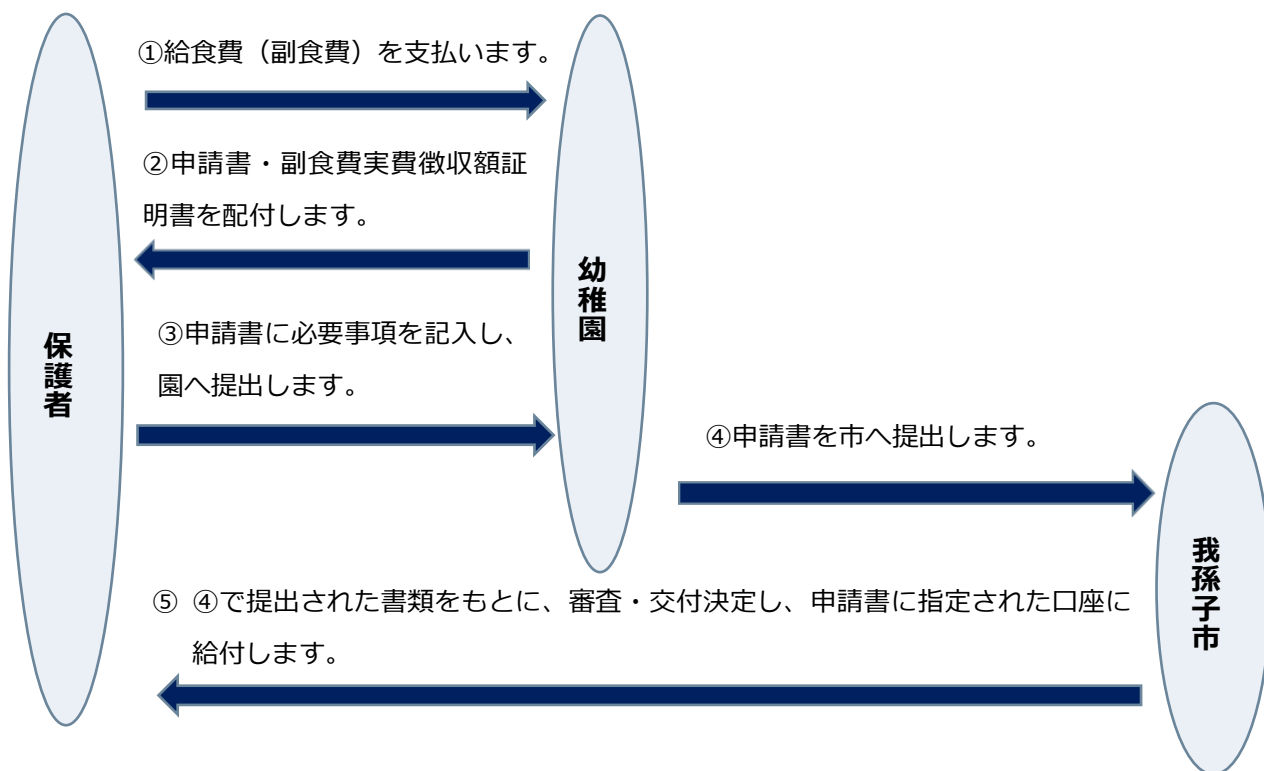 ①給食費（副食費）を支払います。
②申請書・副食費実費徴収額証
明書を配付します。
幼稚園
③申請書に必要事項を記入し、
園へ提出します。
保護者
④申請書を市へ提出します。
我孫子市
⑤ ④で提出された書類をもとに、審査・交付決定し、申請書に指定された口座に
給付します。